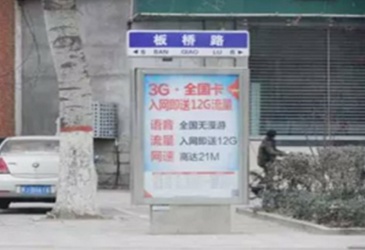 板桥路
BAN QIAO LU
3G·全国卡
入网即送12G流量
语音 全国无漫游
流量 入网即送12G
网速 高达21M